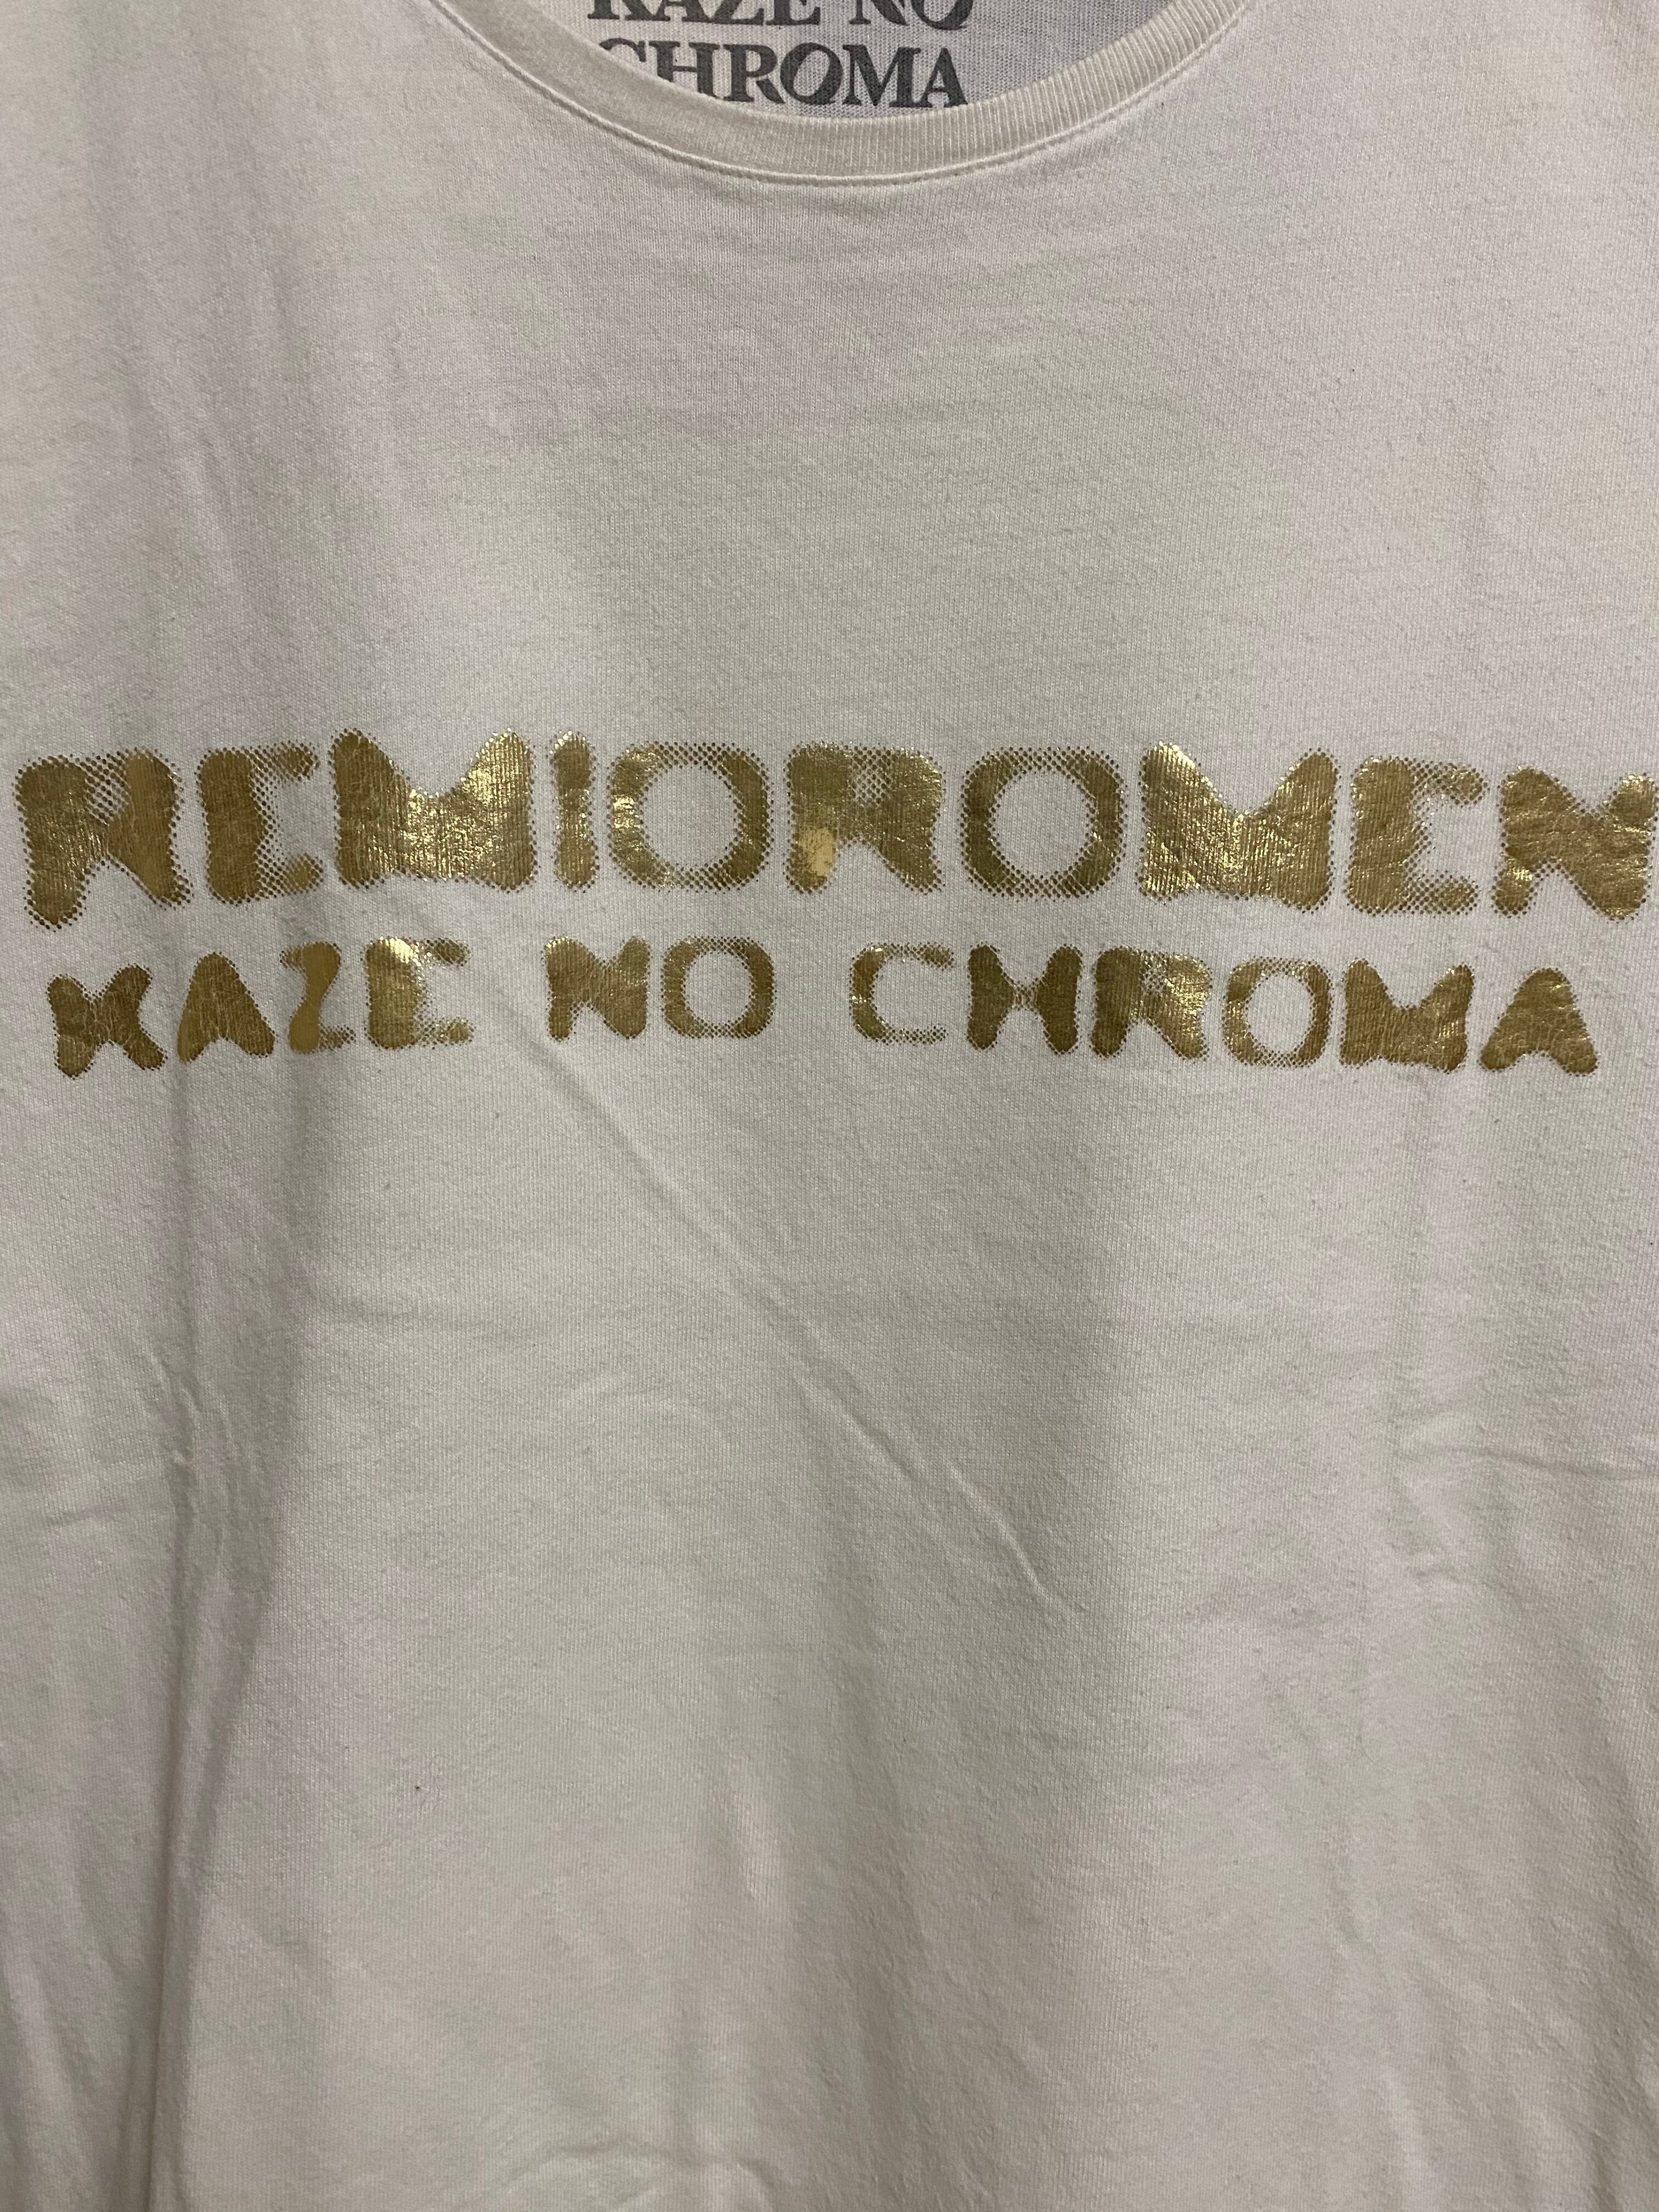 KAZE NO
CHROMA
REMIOROMEN
KAZE NO CHROMA